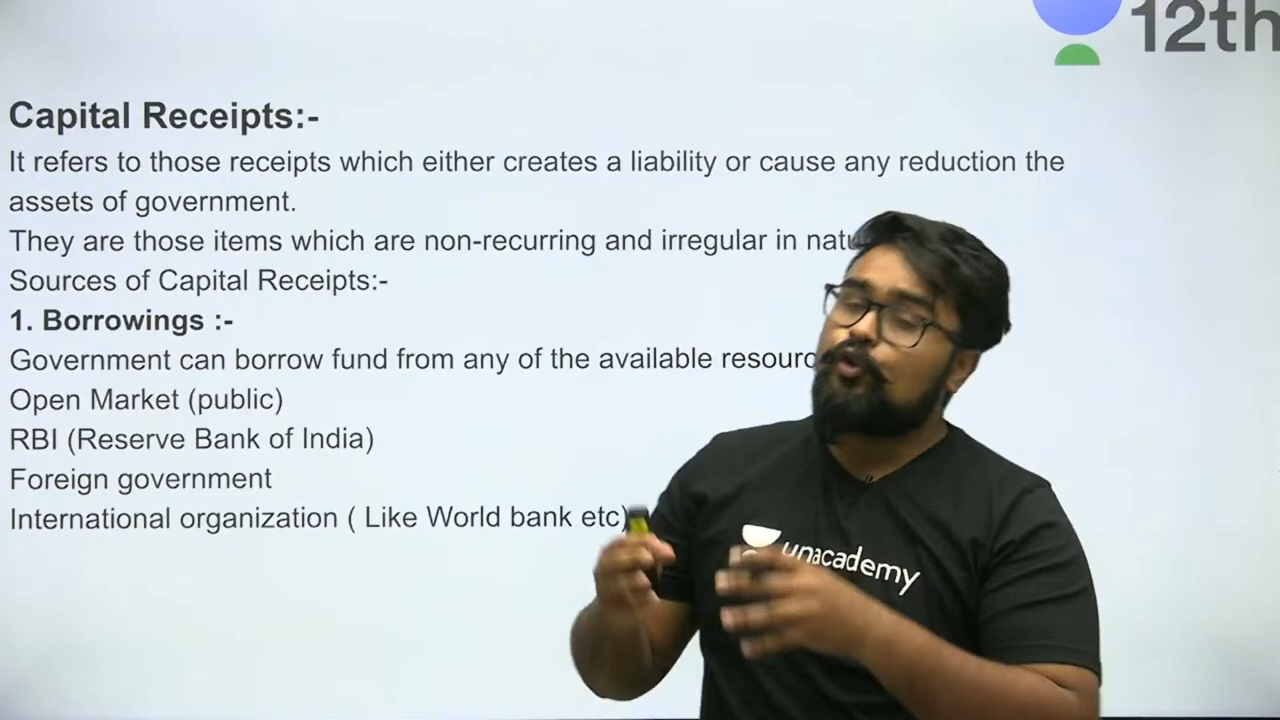 12th
Capital Receipts:-
It refers to those receipts which either creates a liability or cause any reduction the
assets of government.
They are those items which are non-recurring and irregular in
Sources of Capital Receipts:-
1. Borrowings :-
Government can borrow fund from any of the available
Open Market (public)
RBI (Reserve Bank of India)
Foreign government
International organization ( Like World bank etc)
unacademy